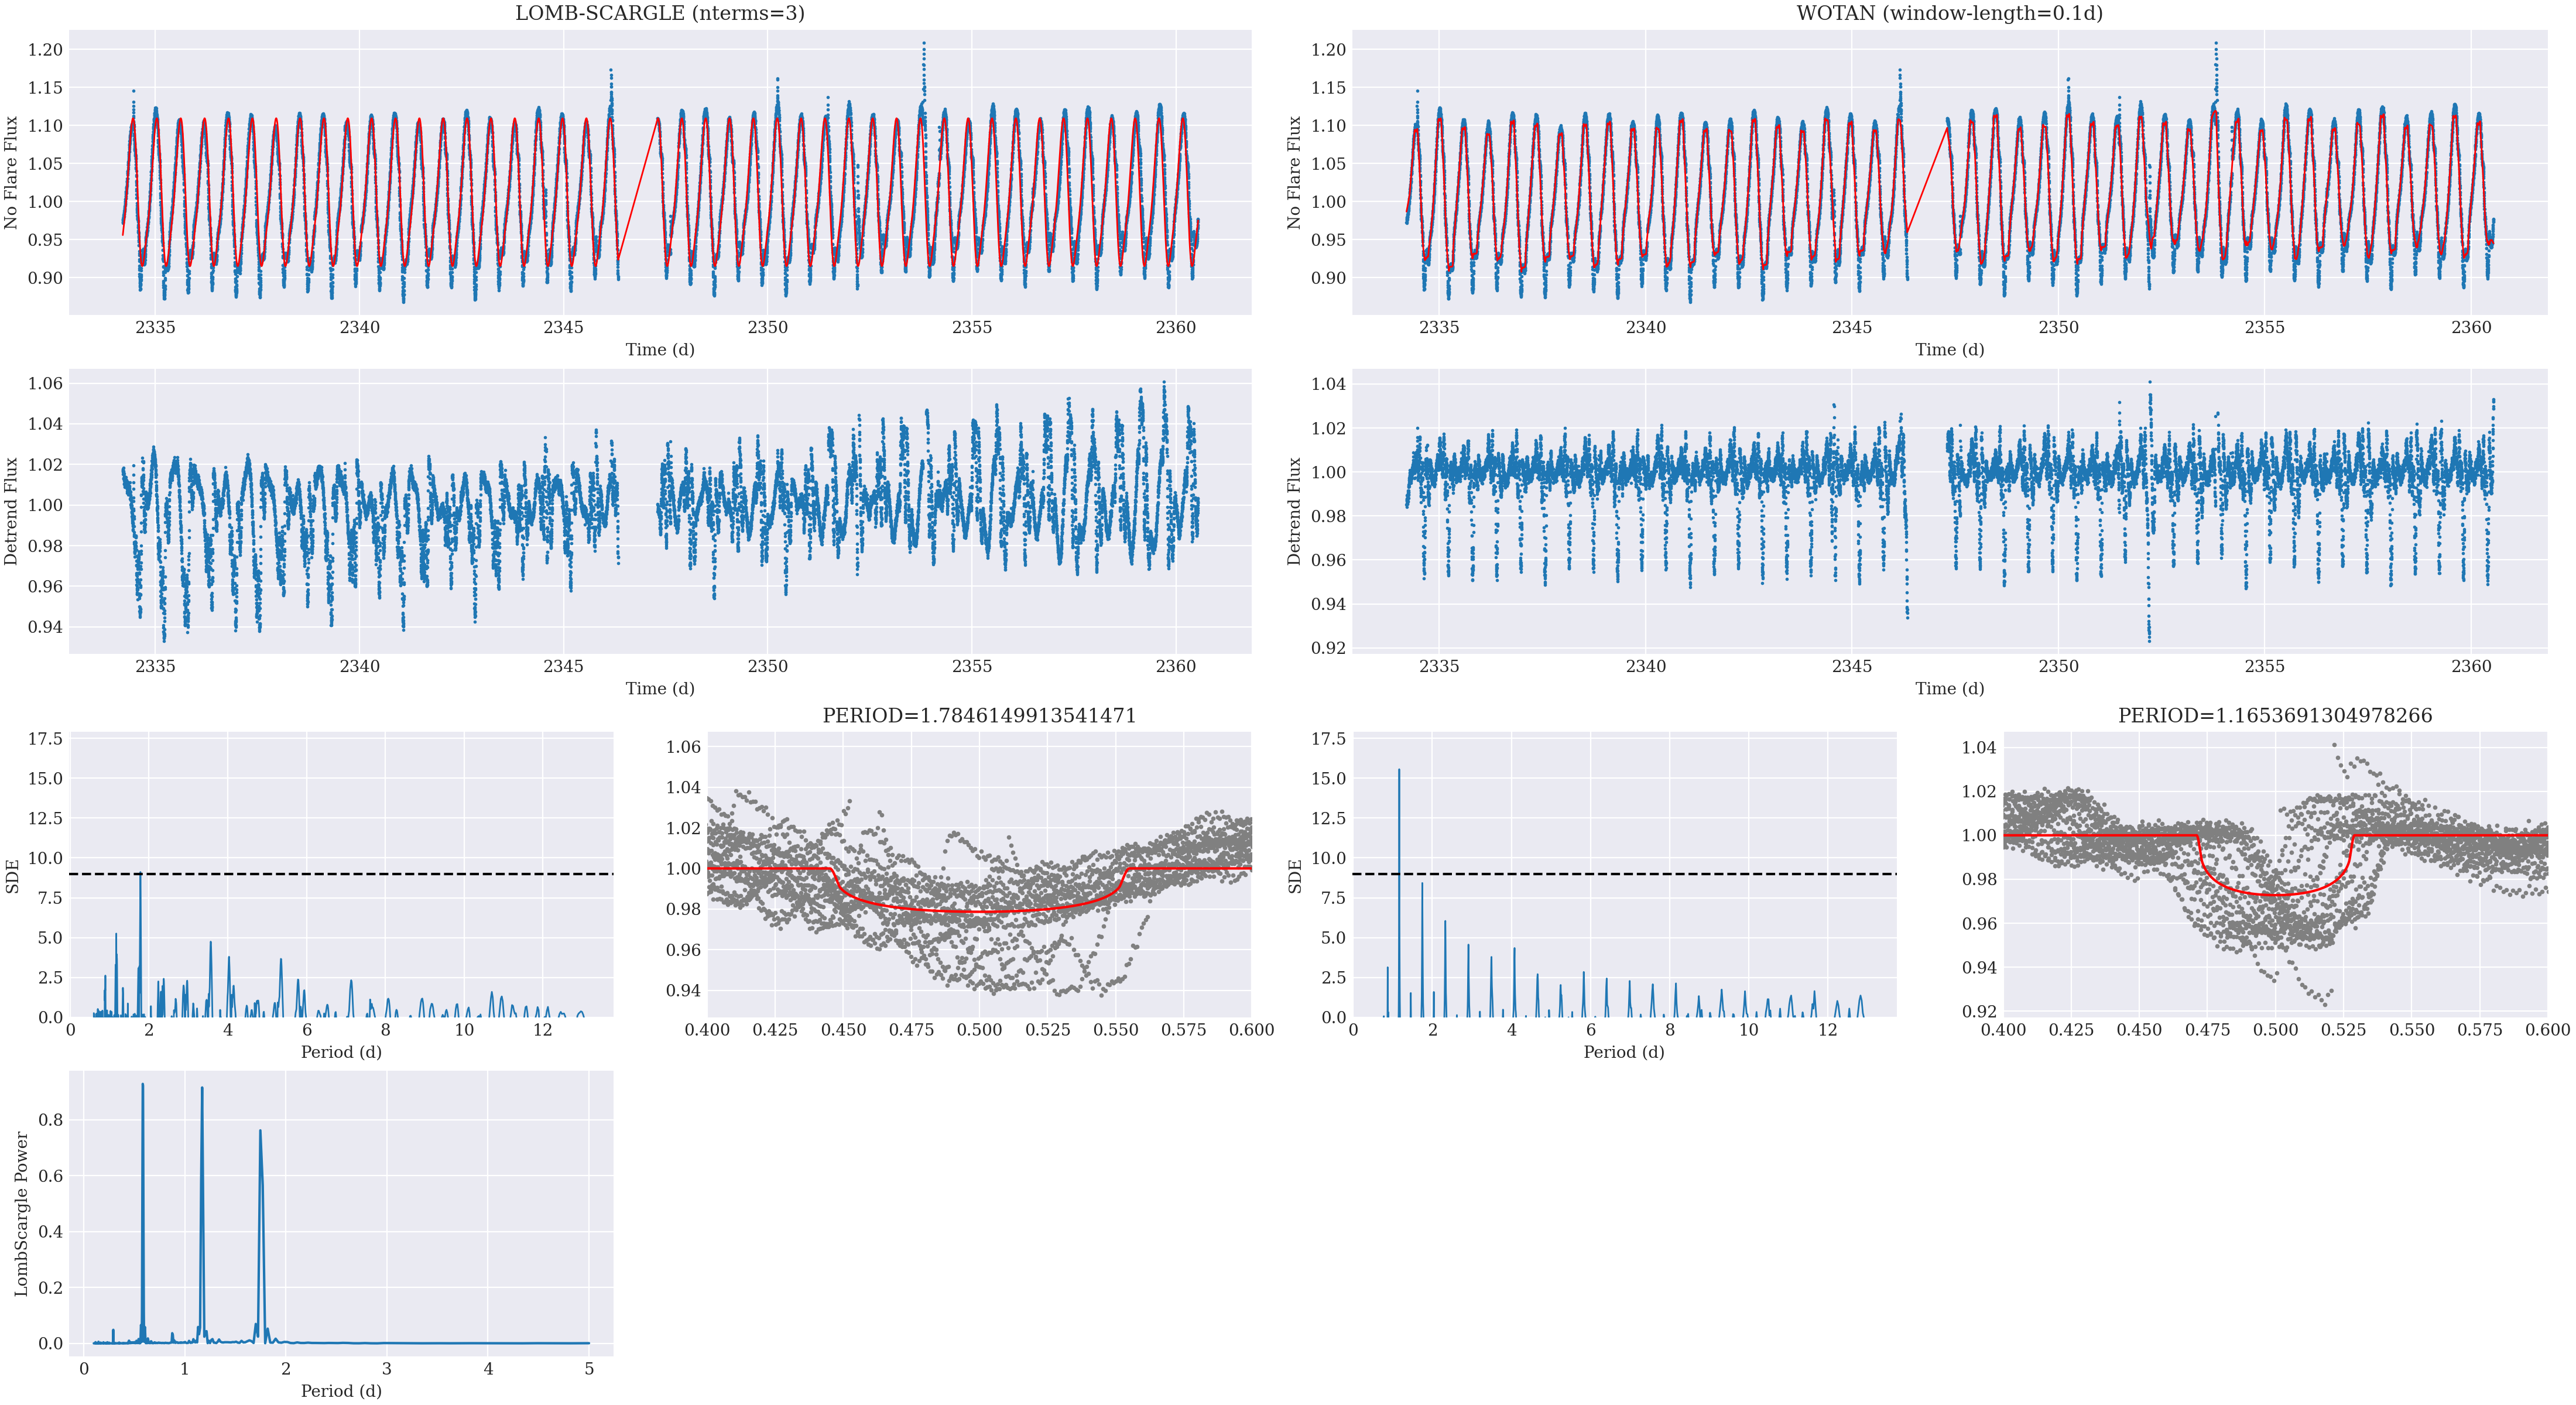 LOMB-SCARGLE (nterms=3)
No Flare Flux
1.20
1.15
1.10
1.05
1.00
0.95
0.90
2335 2340 2345 2350 2355 2360
Time (d)
WOTAN (window-length=0.1d)
No Flare Flux
1.20
1.15
1.10
1.05
1.00
0.95
0.90
2335 2340 2345 2350 2355 2360
Time (d)
Detrend Flux
1.06
1.04
1.02
1.00
0.98
0.96
0.94
2335 2340 2345 2350 2355 2360
Time (d)
Detrend Flux
1.04
1.02
1.00
0.98
0.96
0.94
0.92
2335 2340 2345 2350 2355 2360
Time (d)
SDE
17.5
15.0
12.5
10.0
7.5
5.0
2.5
0.0
0 2 4 6 8 10 12
Period (d)
PERIOD=1.7846149913541471
1.06
1.04
1.02
1.00
0.98
0.96
0.94
0.400 0.425 0.450 0.475 0.500 0.525 0.550 0.575 0.600
SDE
17.5
15.0
12.5
10.0
7.5
5.0
2.5
0.0
0 2 4 6 8 10 12
Period (d)
PERIOD=1.1653691304978266
1.04
1.02
1.00
0.98
0.96
0.94
0.92
0.400 0.425 0.450 0.475 0.500 0.525 0.550 0.575 0.600
LombScargle Power
0.8
0.6
0.4
0.2
0.0
0 1 2 3 4 5
Period (d)